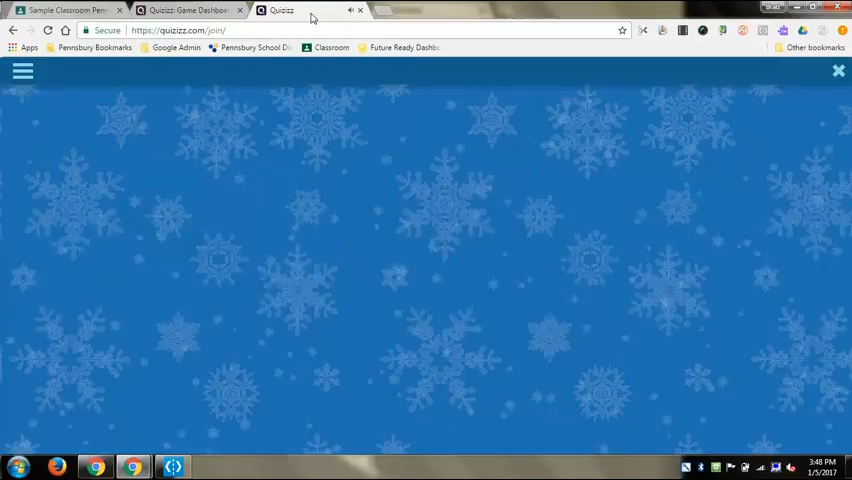 Sample Classroom Penn
Quizizz: Game Dashboa
Quizizz
Brad
Secure
https://quizizz.com/join/
Apps
Pennsbury Bookmarks
Google Admin
Pennsbury School Di
Classroom
Future Ready Dashbo
Other bookmarks
3:48 PM
1/5/2017